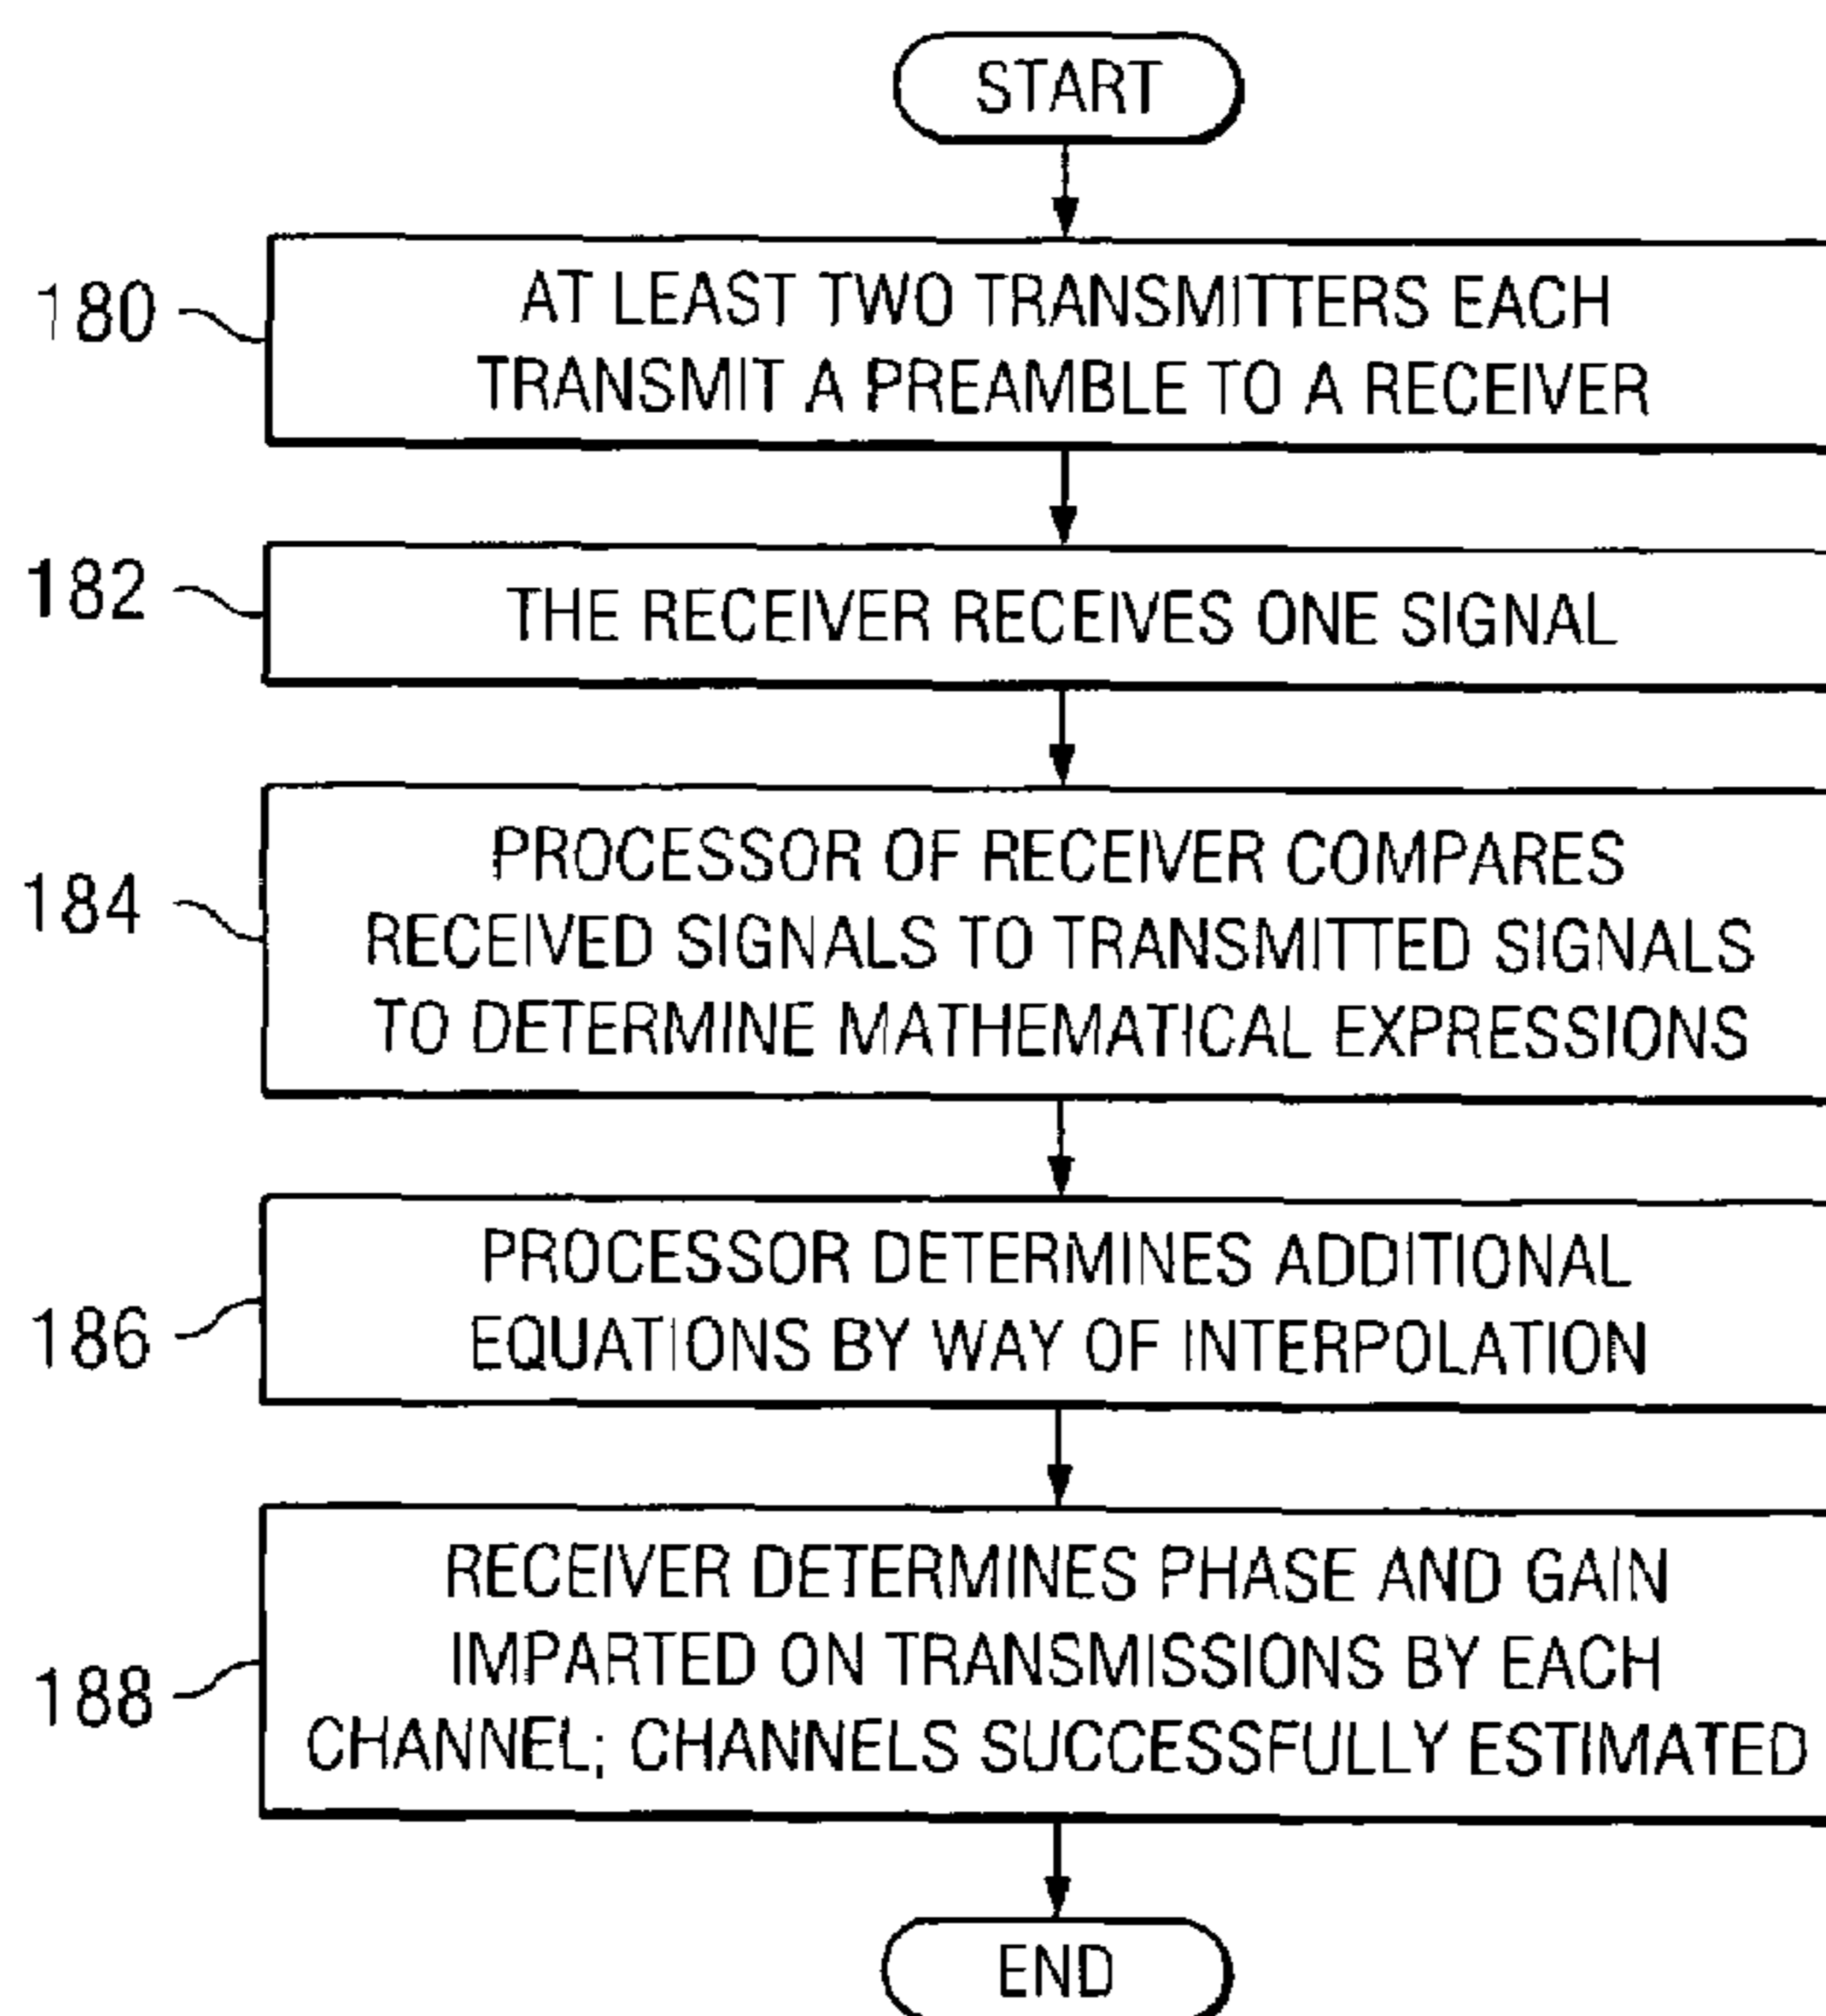 START
180
AT LEAST TWO TRANSMITTERS EACH
TRANSMIT A PREAMBLE TO A RECEIVER
182
THE RECEIVER RECEIVES ONE SIGNAL
184
PROCESSOR OF RECEIVER COMPARES
RECEIVED SIGNALS TO TRANSMITTED SIGNALS
TO DETERMINE MATHEMATICAL EXPRESSIONS
186
PROCESSOR DETERMINES ADDITIONAL
EQUATIONS BY WAY OF INTERPOLATION
188
RECEIVER DETERMINES PHASE AND GAIN
IMPARTED ON TRANSMISSIONS BY EACH
CHANNEL; CHANNELS SUCCESSFULLY ESTIMATED
END